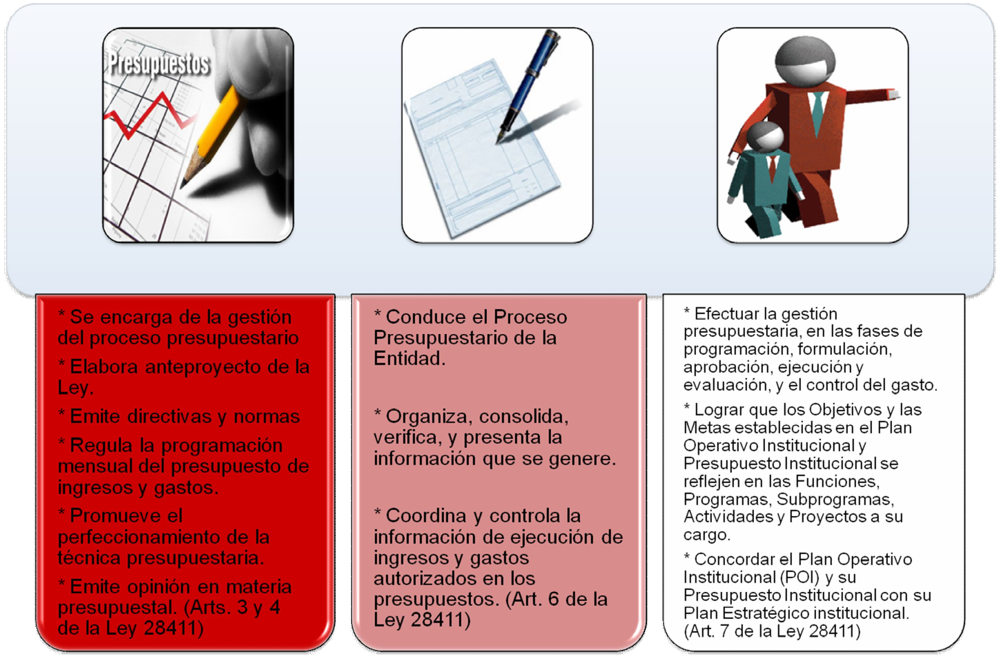 Presupuestos
* Se encarga de la gestión
del proceso presupuestario
* Elabora anteproyecto de la
Ley.
* Emite directivas y normas
* Regula la programación
mensual del presupuesto de
ingresos y gastos.
* Promueve el
perfeccionamiento de la
técnica presupuestaria.
* Emite opinión en materia
presupuestal. (Arts. 3 y 4
de la Ley 28411)
* Conduce el Proceso
Presupuestario de la
Entidad.
* Organiza, consolida,
verifica, y presenta la
información que se genere.
* Coordina y controla la
información de ejecución de
ingresos y gastos
autorizados en los
presupuestos. (Art. 6 de la
Ley 28411)
* Efectuar la gestión
presupuestaria, en las fases de
programación, formulación,
aprobación, ejecución y
evaluación, y el control del gasto.
* Lograr que los Objetivos y las
Metas establecidas en el Plan
Operativo Institucional y
Presupuesto Institucional se
reflejen en las Funciones,
Programas, Subprogramas,
Actividades y Proyectos a su
cargo.
* Concordar el Plan Operativo
Institucional (POI) y su
Presupuesto Institucional con su
Plan Estratégico institucional.
(Art. 7 de la Ley 28411)